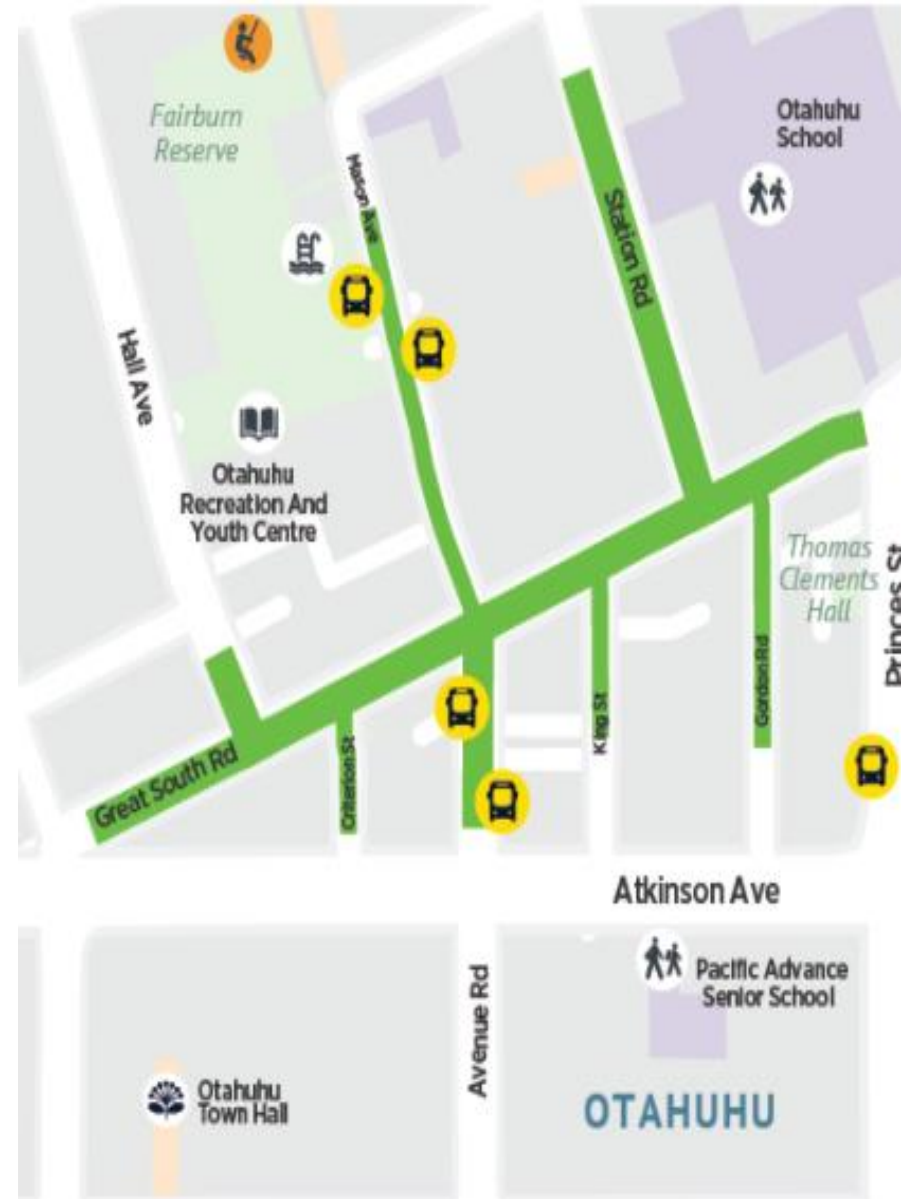 Fairburn
Reserve
Otahuhu
School
Mason Ave
Station Rd
Hall Ave
Otahuhu
Recreation And
Youth Centre
Thomas
Clements
Hall
Princes St
Great South Rd
Criterion St
King St
Gordon Rd
Atkinson Ave
Avenue Rd
Pacific Advance
Senior School
Otahuhu
Town Hall
OTAHUHU